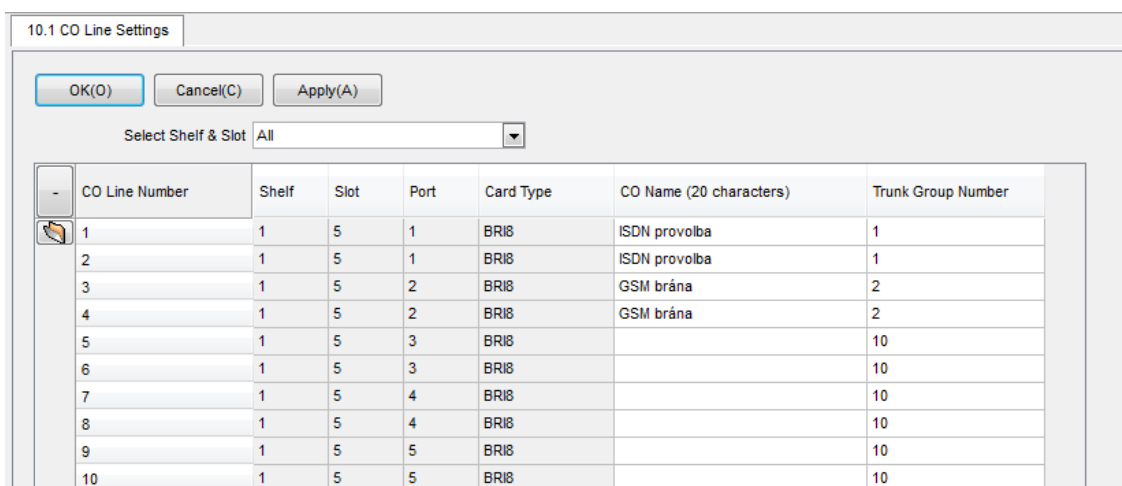 10.1 CO Line Settings
OK(O) Cancel(C) Apply(A)
Select Shelf & Slot All
- CO Line Number Shelf Slot Port Card Type CO Name (20 characters) Trunk Group Number
1 1 5 1 BRI8 ISDN provolba 1
2 1 5 1 BRI8 ISDN provolba 1
3 1 5 2 BRI8 GSM brána 2
4 1 5 2 BRI8 GSM brána 2
5 1 5 3 BRI8 10
6 1 5 3 BRI8 10
7 1 5 4 BRI8 10
8 1 5 4 BRI8 10
9 1 5 5 BRI8 10
10 1 5 5 BRI8 10